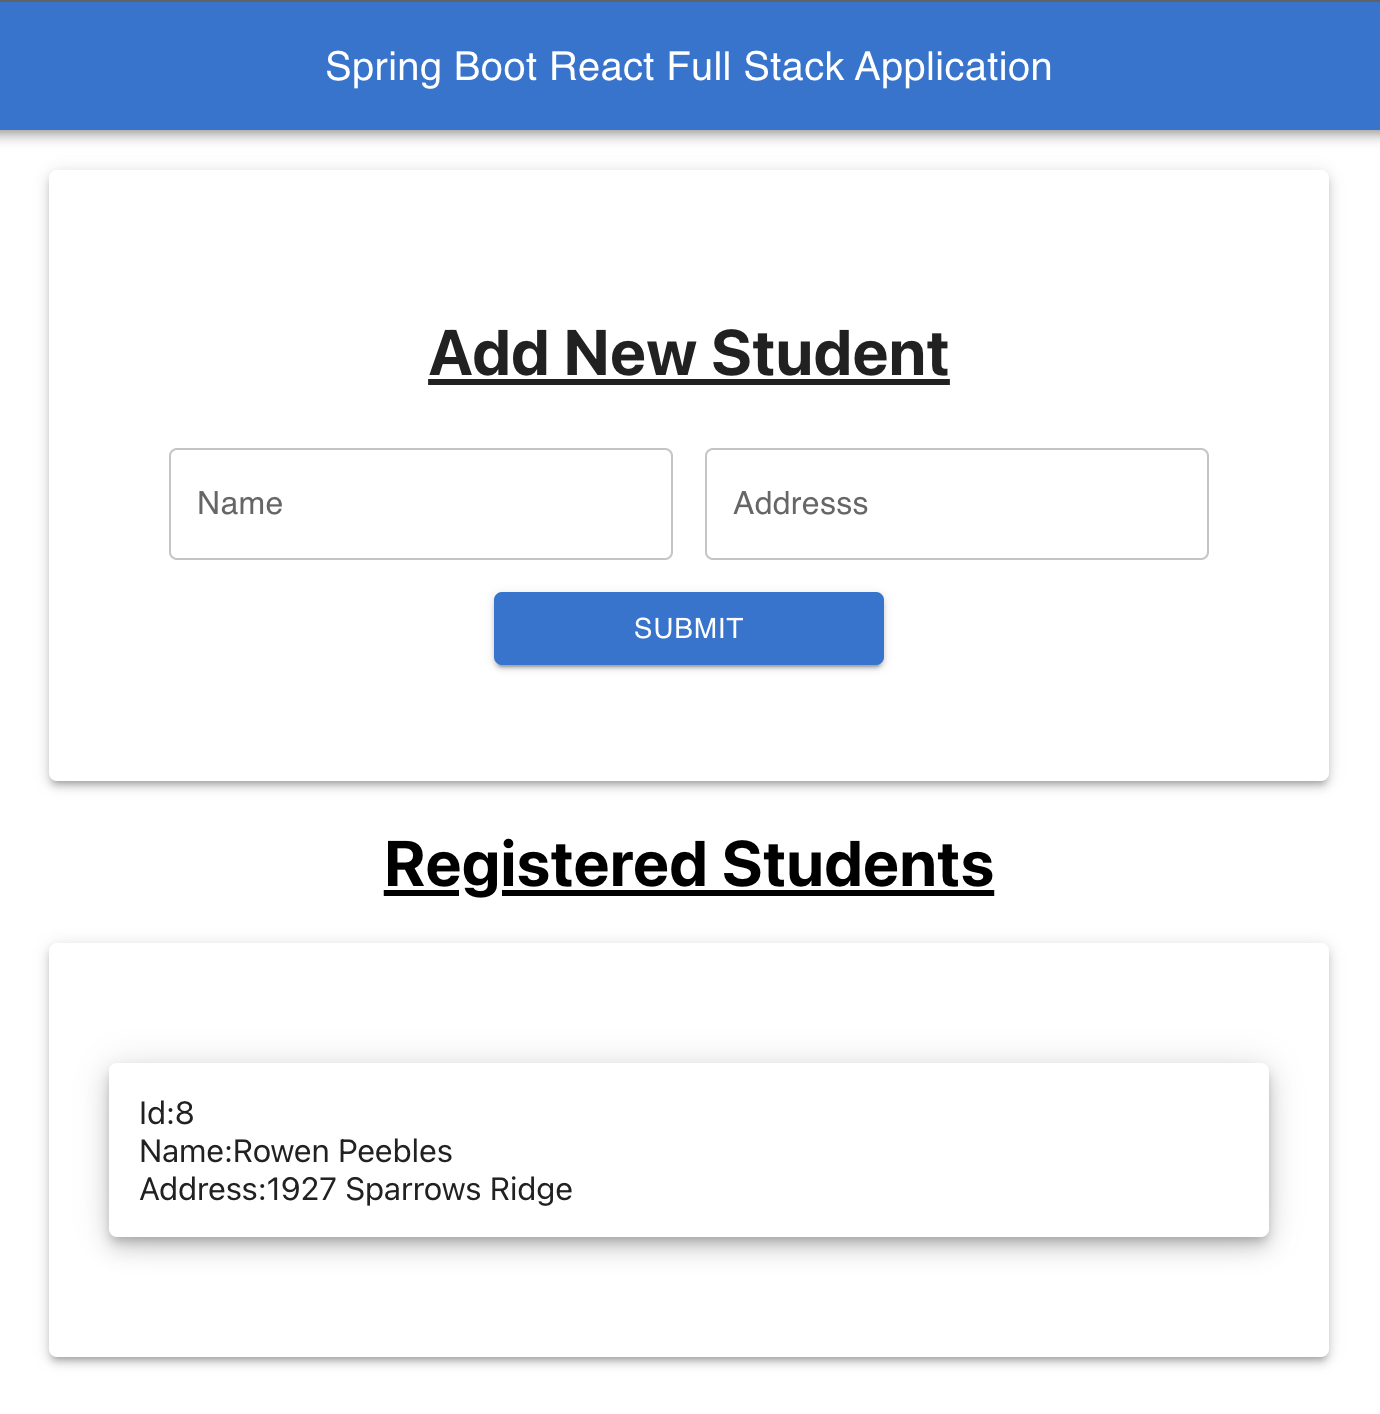 Spring Boot React Full Stack Application
Add New Student
Name
Addresss
SUBMIT
Registered Students
Id:8
Name:Rowen Peebles
Address:1927 Sparrows Ridge